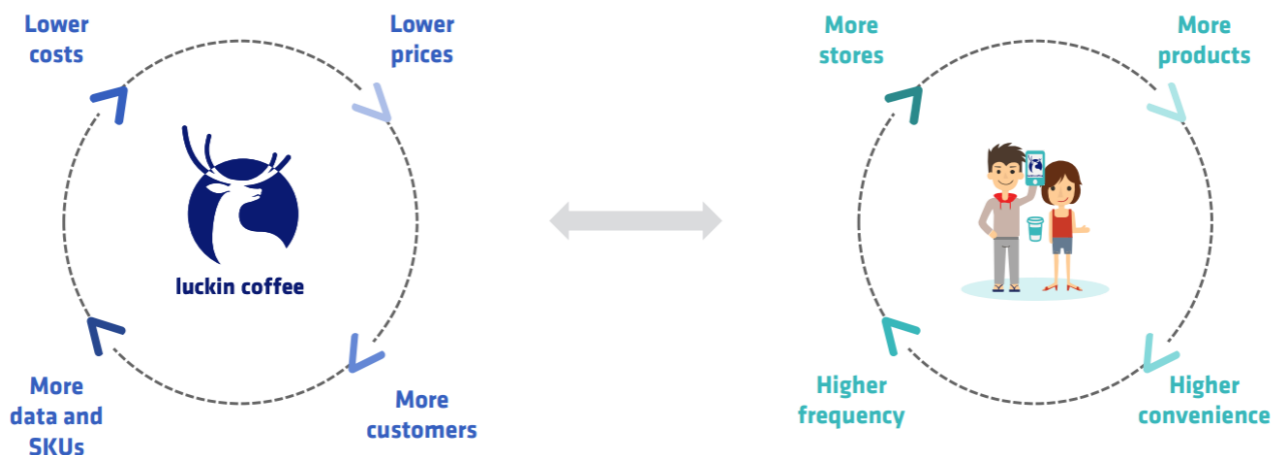 Lower
costs
Lower
prices
luckin coffee
More
data and
SKUs
More
customers
More
stores
More
products
Higher
frequency
Higher
convenience